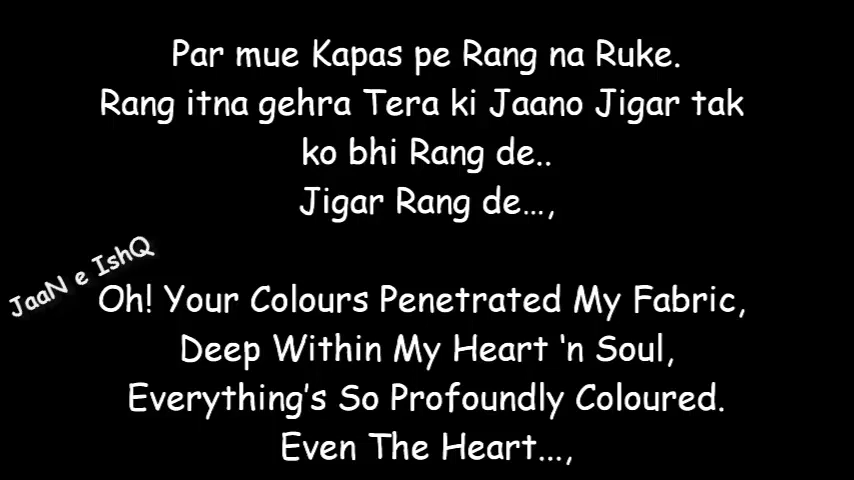 Par mue Kapas pe Rang na Ruke.
Rang itna gehra Tera ki Jaano Jigar tak
ko bhi Rang de..
Jigar Rang de...,
JaaN e IshQ
Oh! Your Colours Penetrated My Fabric,
Deep Within My Heart 'n Soul,
Everything's So Profoundly Coloured.
Even The Heart...,